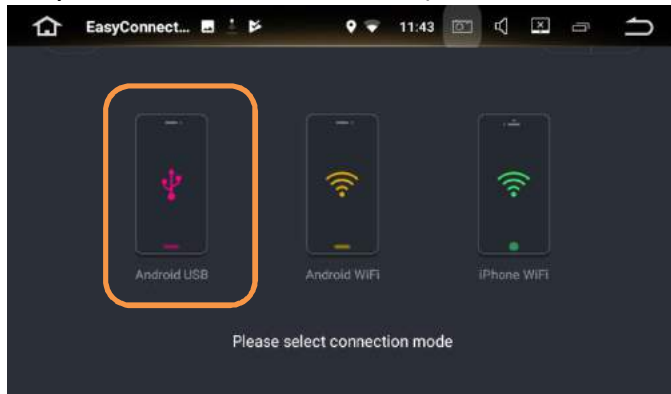 EasyConnect... 11:43
Android USB Android WiFi iPhone WiFi
Please select connection mode